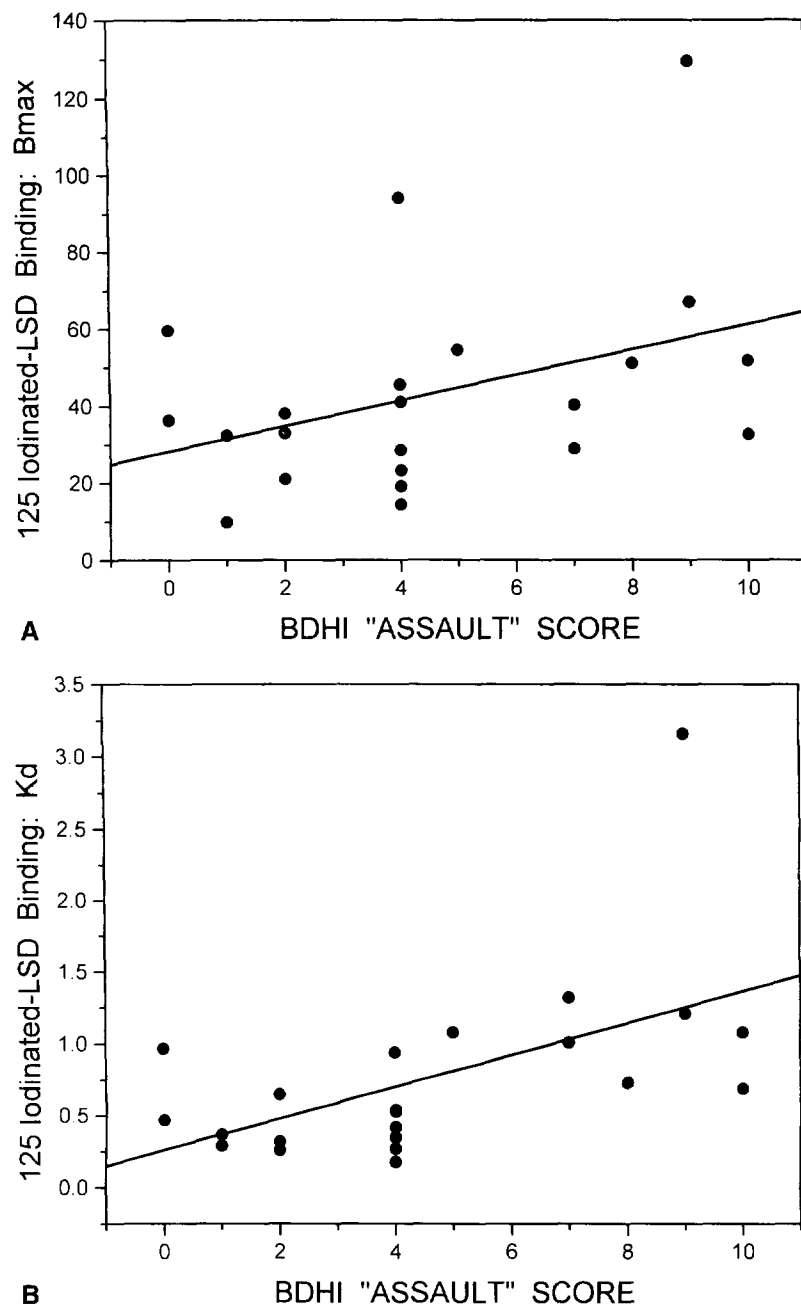 140
120
100
80
60
40
20
0
125 Iodinated-LSD Binding: Bmax
0 2 4 6 8 10
A
BDHI "ASSAULT" SCORE
3.5
3.0
2.5
2.0
1.5
1.0
0.5
0.0
125 Iodinated-LSD Binding: Kd
0 2 4 6 8 10
B
BDHI "ASSAULT" SCORE